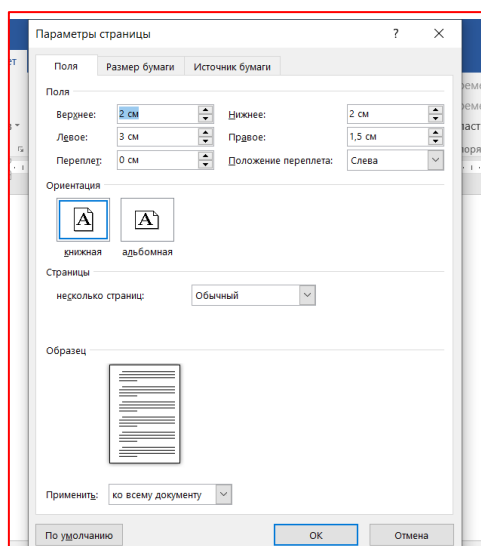 Параметры страницы ? ×
Поля Размер бумаги Источник бумаги
Поля
Верхнее: 2 см Нижнее: 2 см
Левое: 3 см Правое: 1,5 см
Переплет: 0 см Положение переплета: Слева
Ориентация
A A
книжная альбомная
Страницы
несколько страниц: Обычный
Образец
Применить: ко всему документу
По умолчанию ОК Отмена